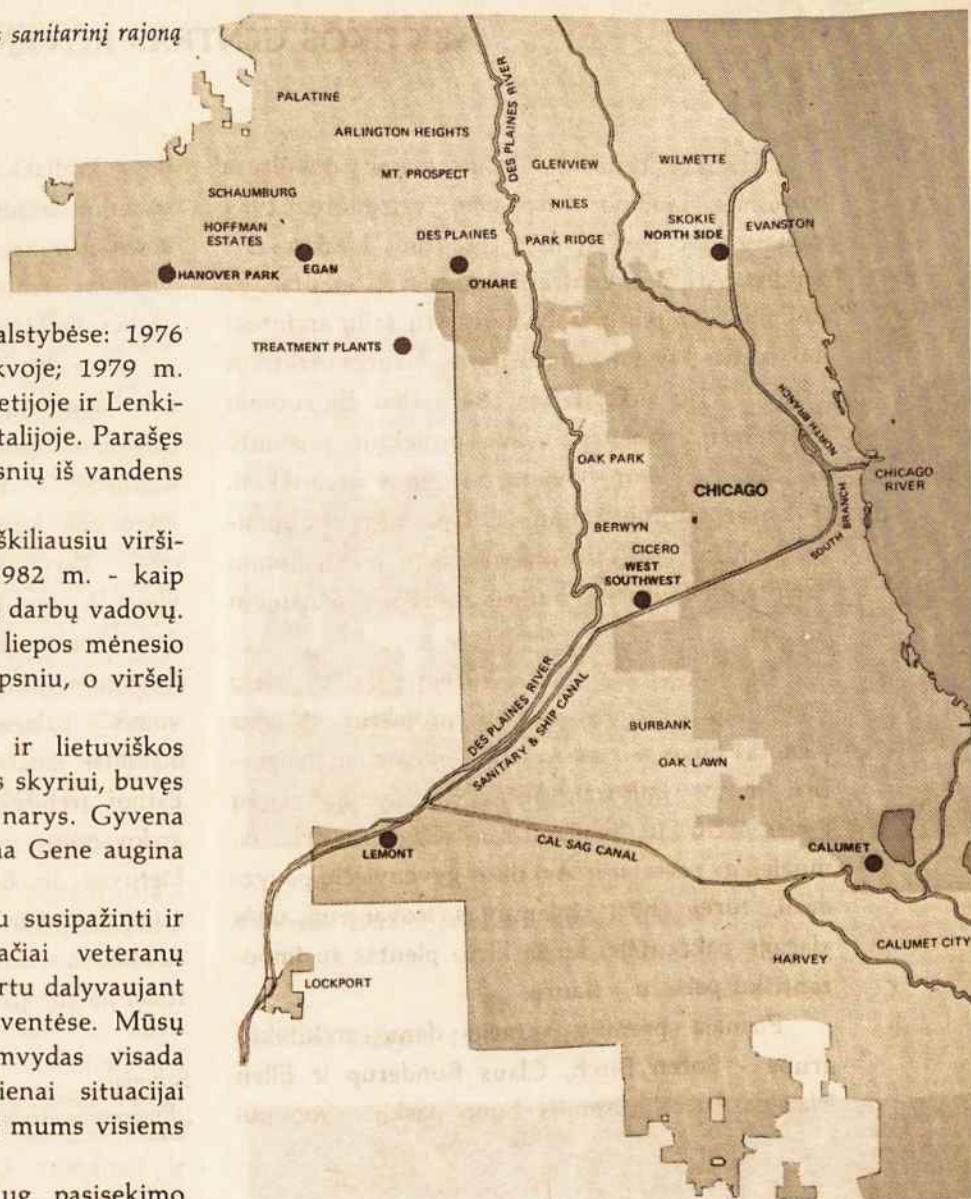 sanitarinį rajoną
alstybėse: 1976
kvoje; 1979 m.
etijoje ir Lenki-
talijoje. Parašęs
snių iš vandens
škiliausiu virši-
982 m. - kaip
darbų vadovų.
liepos mėnesio
psniu, o viršelį
ir lietuviškos
s skyriui, buvęs
narys. Gyvena
na Gene augina
u susipažinti ir
ačiai veteranų
rtu dalyvaujant
ventėse. Mūsų
mvydas visada
ienai situacijai
mums visiems
ug pasisekimo
PALATINE
ARLINGTON HEIGHTS
MT. PROSPECT
SCHAUMBURG
HOFFMAN
ESTATES
DES PLAINES
HANOVER PARK
EGAN
O'HARE
TREATMENT PLANTS
DES PLAINES RIVER
GLENVIEW
WILMETTE
NILES
PARK RIDGE
SKOKIE
NORTH SIDE
EVANSTON
NORTH BRANCH
OAK PARK
CHICAGO
CHICAGO
RIVER
SOUTH BRANCH
BERWYN
CICERO
WEST
SOUTHWEST
DES PLAINES RIVER
SANITARY & SHIP CANAL
BURBANK
OAK LAWN
LEMONT
CAL SAG CANAL
CALUMET
CALUMET CITY
HARVEY
LOCKPORT